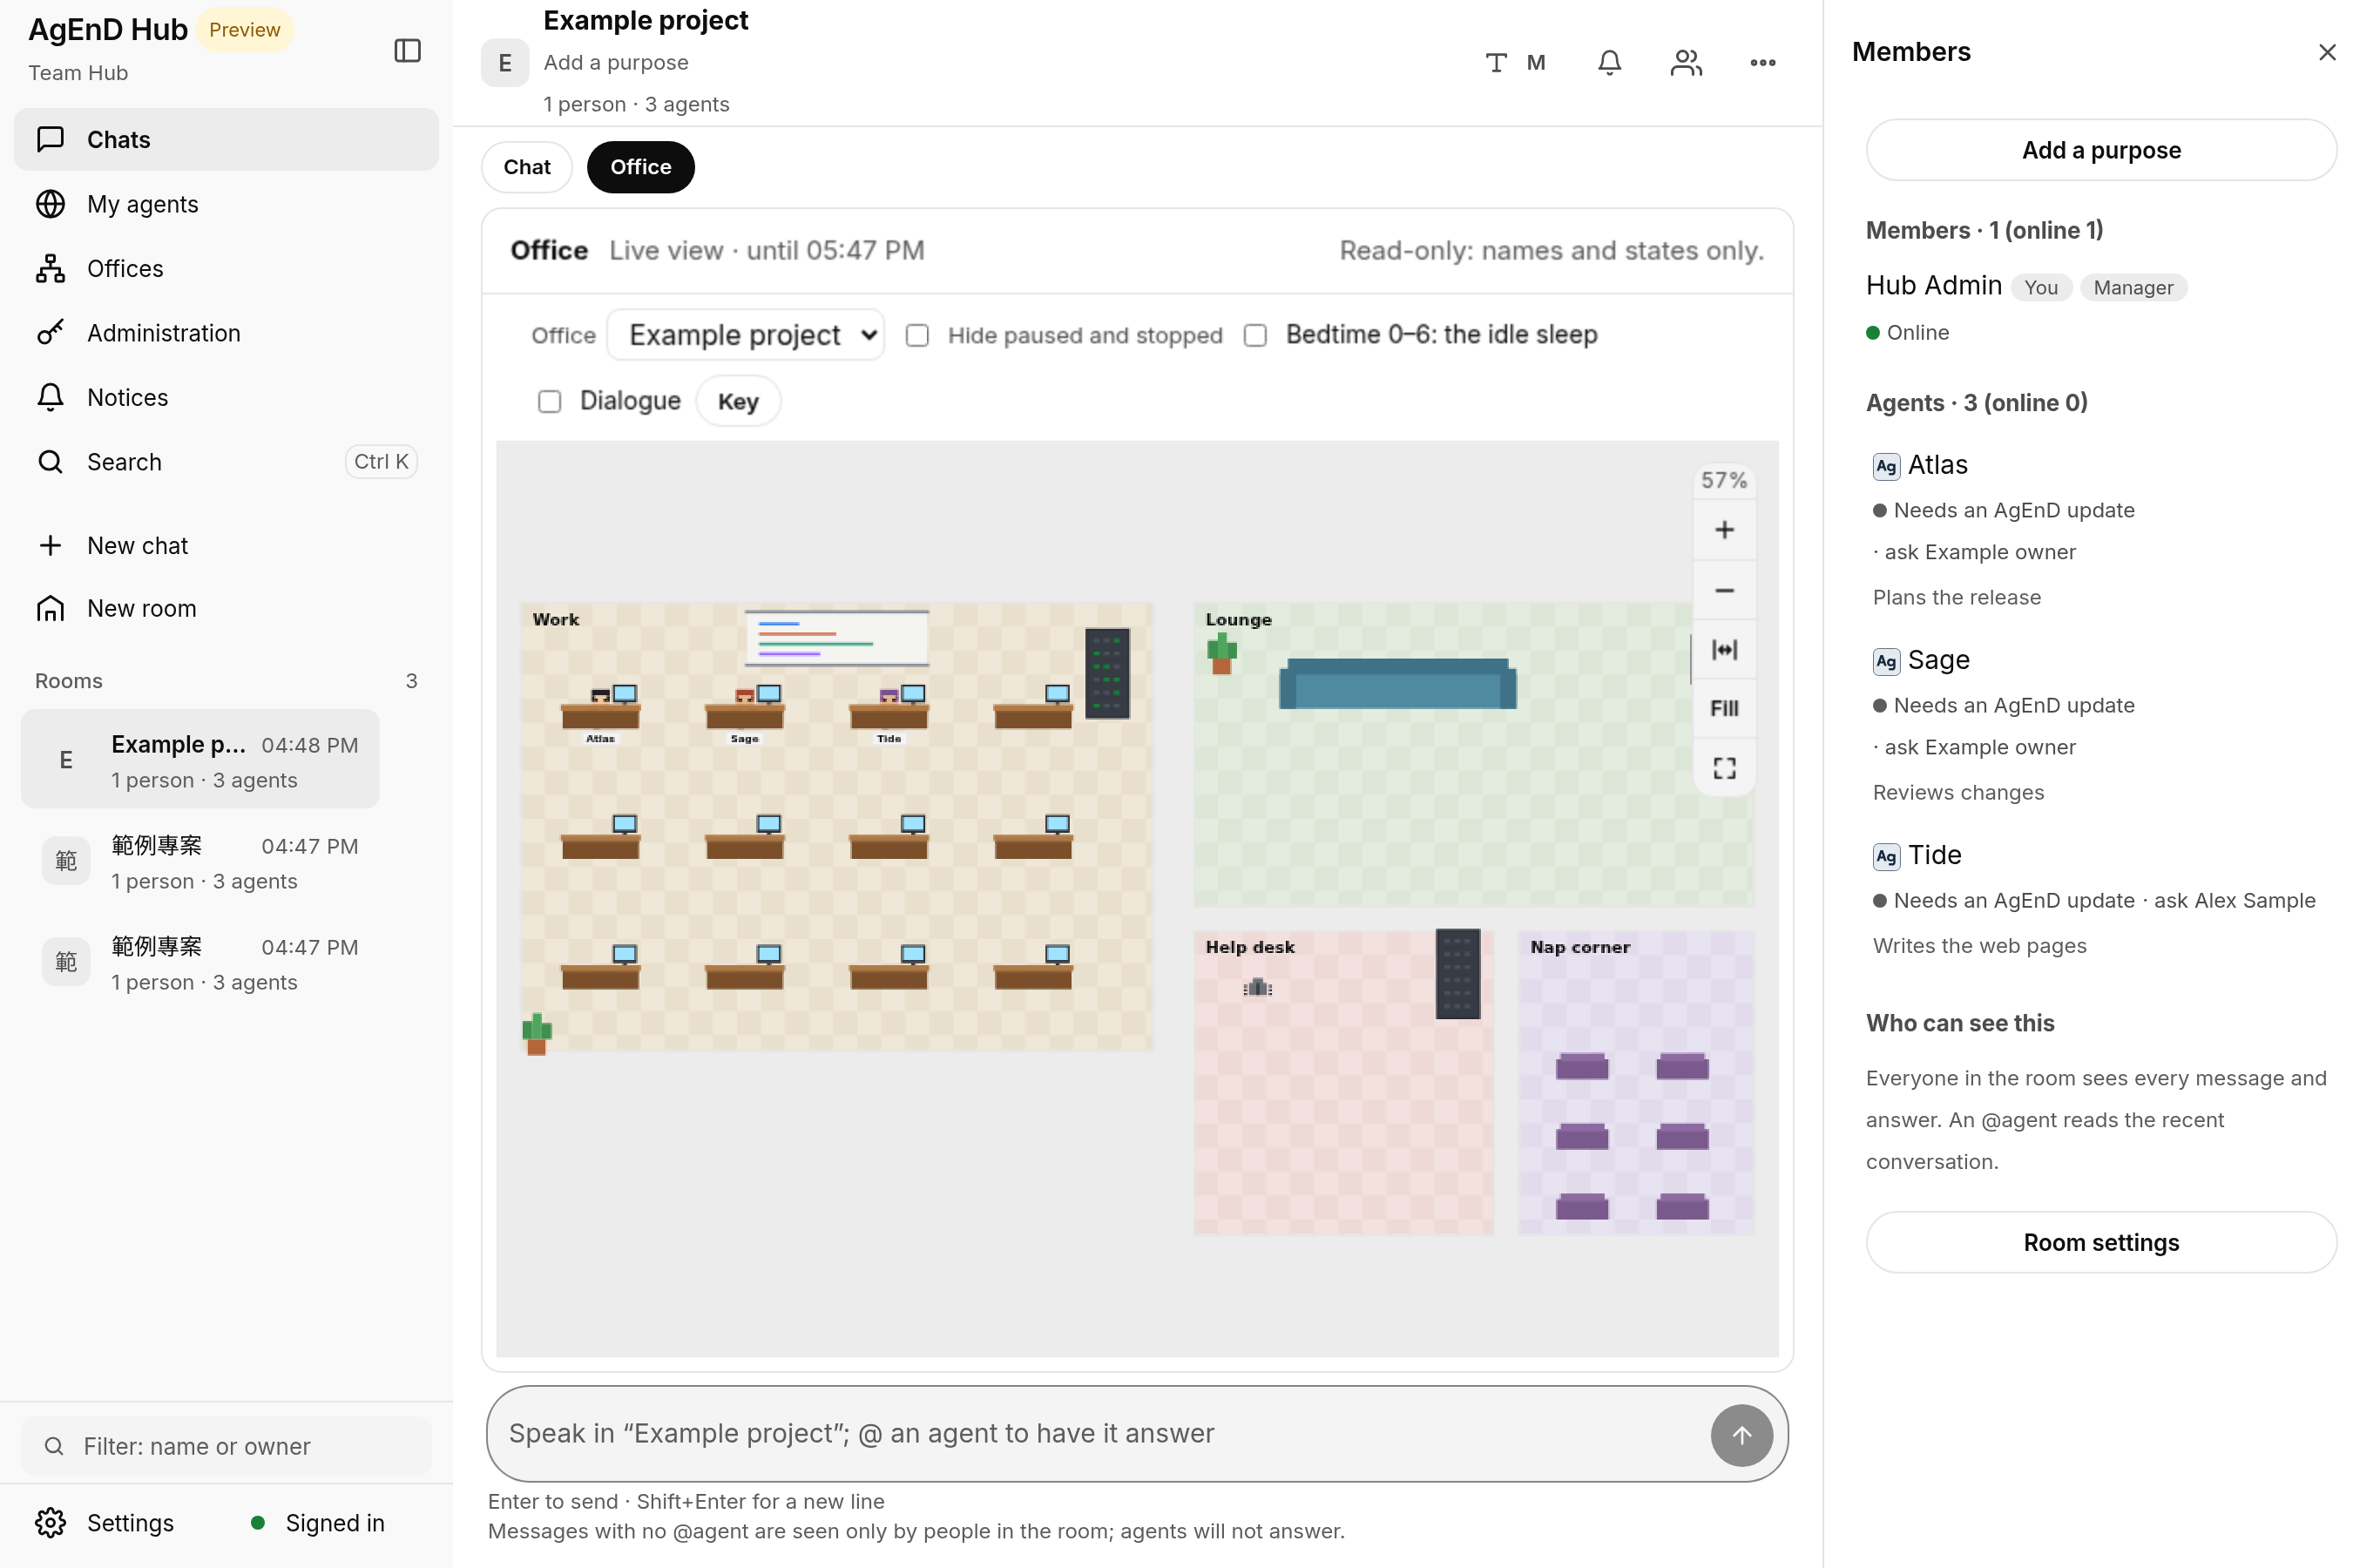 AgEnD Hub Preview
Team Hub
Chats
My agents
Offices
Administration
Notices
Search Ctrl K
New chat
New room
Rooms 3
E Example p... 04:48 PM
1 person · 3 agents
範 範例專案 04:47 PM
1 person · 3 agents
範 範例專案 04:47 PM
1 person · 3 agents
Filter: name or owner
Settings Signed in
Example project
E Add a purpose
1 person · 3 agents
T M
Chat Office
Office Live view · until 05:47 PM Read-only: names and states only.
Office Example project Hide paused and stopped Bedtime 0–6: the idle sleep
Dialogue Key
57%
Fill
Work
Atlas Sage Tide
Lounge
Help desk
Nap corner
Speak in “Example project”; @ an agent to have it answer
Enter to send · Shift+Enter for a new line
Messages with no @agent are seen only by people in the room; agents will not answer.
Members
Add a purpose
Members · 1 (online 1)
Hub Admin You Manager
Online
Agents · 3 (online 0)
Ag Atlas
Needs an AgEnD update
· ask Example owner
Plans the release
Ag Sage
Needs an AgEnD update
· ask Example owner
Reviews changes
Ag Tide
Needs an AgEnD update · ask Alex Sample
Writes the web pages
Who can see this
Everyone in the room sees every message and
answer. An @agent reads the recent
conversation.
Room settings